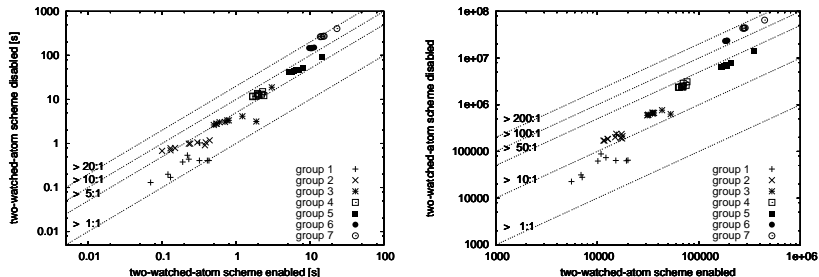 two-watched-atom scheme disabled [s]
1000
100
10
1
0.1
0.01
> 20:1
> 10:1
> 5:1
> 1:1
group 1
group 2
group 3
group 4
group 5
group 6
group 7
0.01 0.1 1 10 100
two-watched-atom scheme enabled [s]
two-watched-atom scheme disabled
1e+08
1e+07
1e+06
100000
10000
1000
> 200:1
> 100:1
> 50:1
> 10:1
> 1:1
group 1
group 2
group 3
group 4
group 5
group 6
group 7
1000 10000 100000 1e+06
two-watched-atom scheme enabled